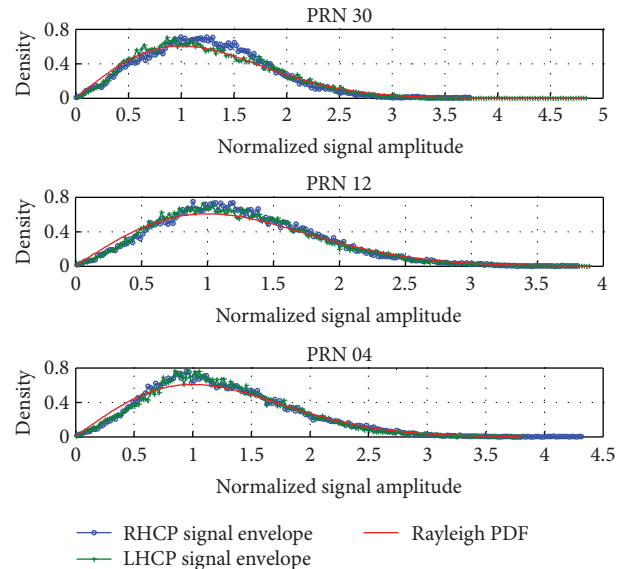 PRN 30
Density
0.8
0.4
0
0 0.5 1 1.5 2 2.5 3 3.5 4 4.5 5
Normalized signal amplitude
PRN 12
Density
0.8
0.4
0
0 0.5 1 1.5 2 2.5 3 3.5 4
Normalized signal amplitude
PRN 04
Density
0.8
0.4
0
0 0.5 1 1.5 2 2.5 3 3.5 4 4.5
Normalized signal amplitude
RHCP signal envelope Rayleigh PDF
LHCP signal envelope